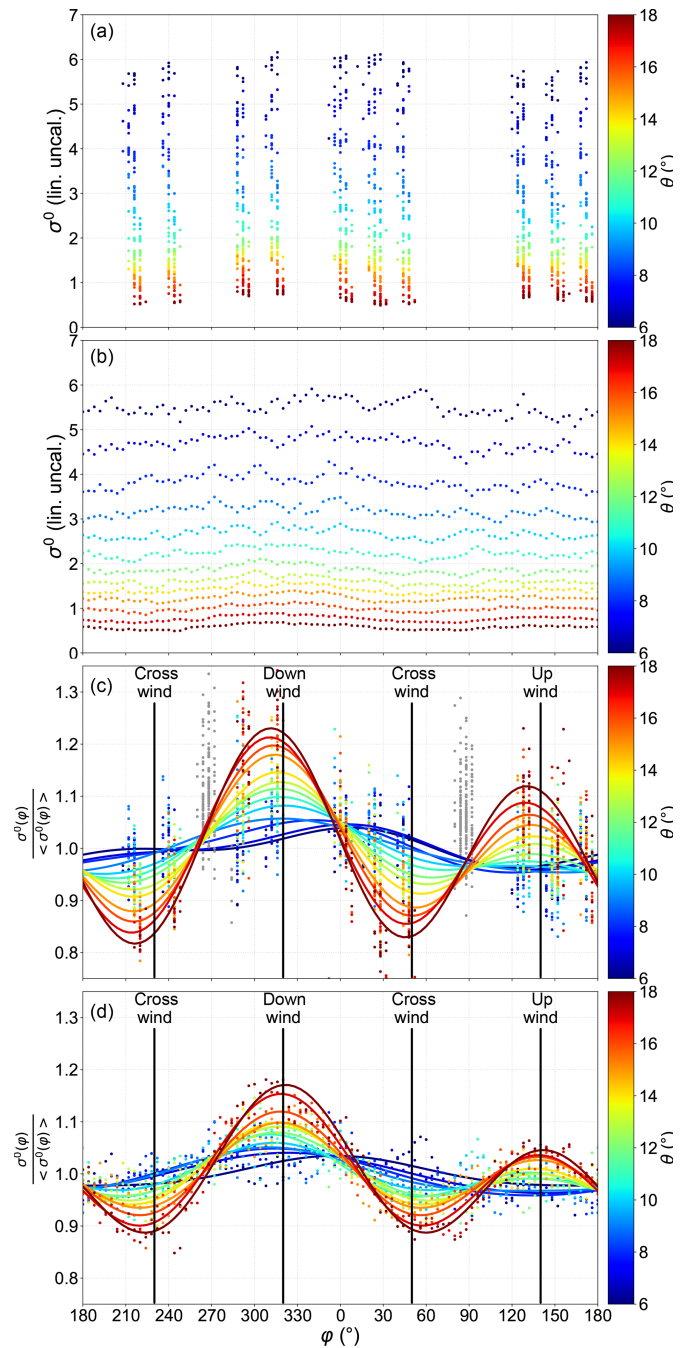 (a)
7
6
5
4
3
2
1
0
σ⁰ (lin. uncal.)
18
16
14
12
10
8
6
θ (°)
(b)
7
6
5
4
3
2
1
0
σ⁰ (lin. uncal.)
18
16
14
12
10
8
6
θ (°)
(c)
Cross
wind
Down
wind
Cross
wind
Up
wind
1.3
1.2
1.1
1.0
0.9
0.8
σ⁰(φ)
< σ⁰(φ) >
18
16
14
12
10
8
6
θ (°)
(d)
Cross
wind
Down
wind
Cross
wind
Up
wind
1.3
1.2
1.1
1.0
0.9
0.8
σ⁰(φ)
< σ⁰(φ) >
18
16
14
12
10
8
6
θ (°)
180 210 240 270 300 330 0 30 60 90 120 150 180
φ (°)